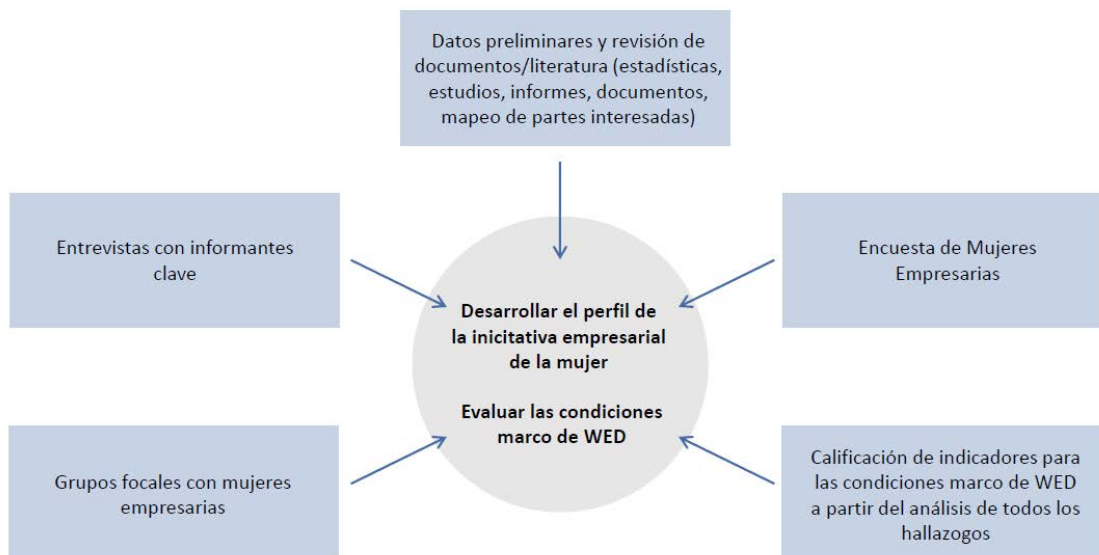 Datos preliminares y revisión de
documentos/literatura (estadísticas,
estudios, informes, documentos,
mapeo de partes interesadas)
Entrevistas con informantes
clave
Encuesta de Mujeres
Empresarias
Desarrollar el perfil de
la inicitativa empresarial
de la mujer
Evaluar las condiciones
marco de WED
Grupos focales con mujeres
empresarias
Calificación de indicadores para
las condiciones marco de WED
a partir del análisis de todos los
hallazogos